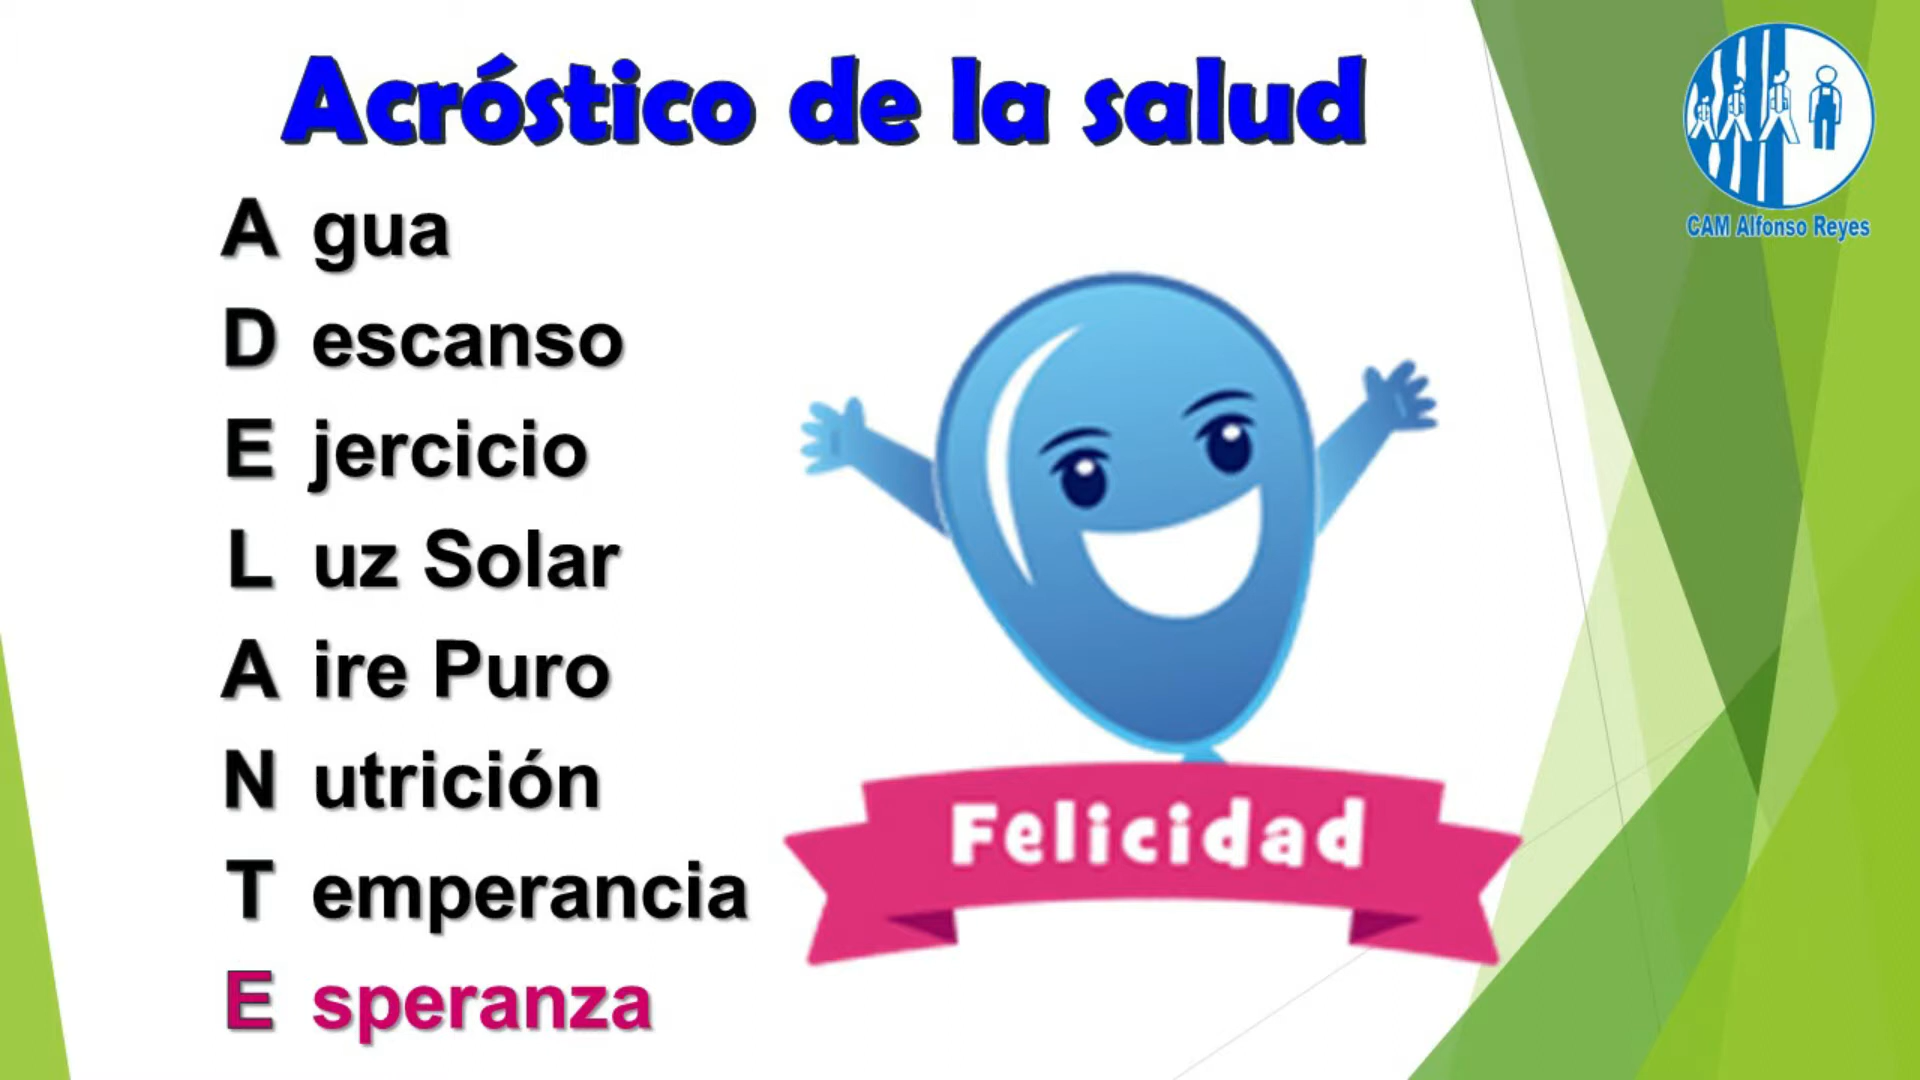 Acróstico de la salud
CAM Alfonso Reyes
A gua
D escanso
E jercicio
L uz Solar
A ire Puro
N utrición
T emperancia
E speranza
Felicidad